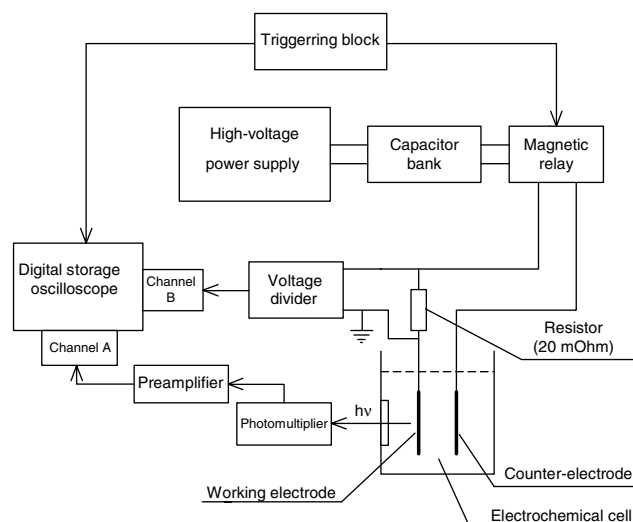 Triggerring block
High-voltage
power supply
Capacitor
bank
Magnetic
relay
Digital storage
oscilloscope
Channel
B
Voltage
divider
Channel A
Resistor
(20 mOhm)
Preamplifier
hν
Photomultiplier
Working electrode
Counter-electrode
Electrochemical cell